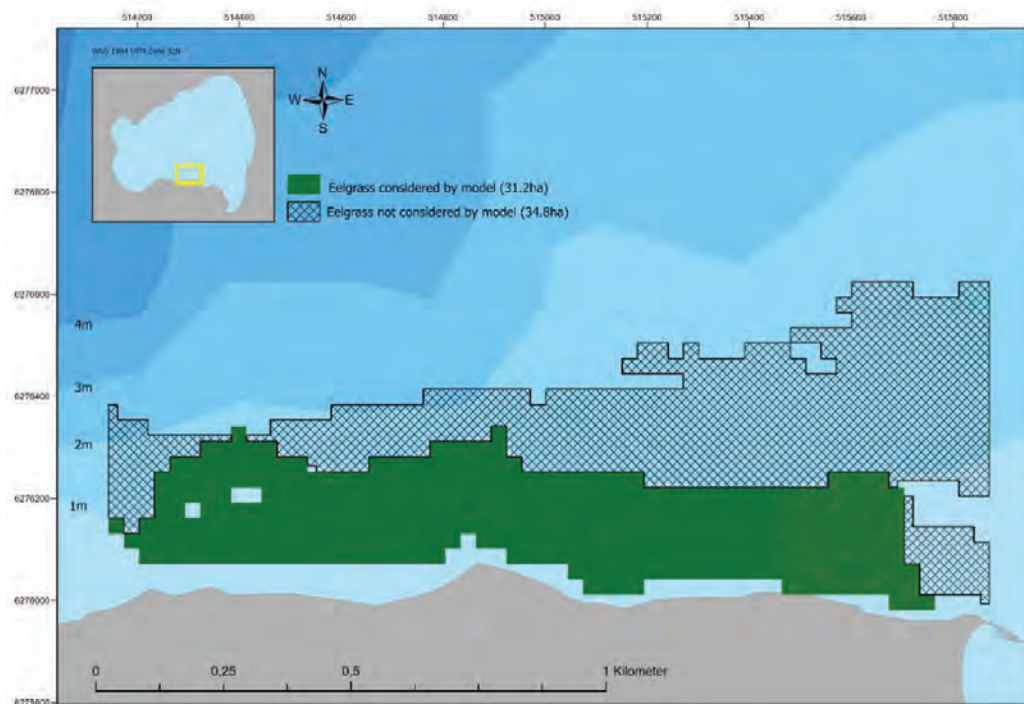 514200 514400 514600 514800 515000 515200 515400 515600 515800
6277000
6276800
6276600
6276400
6276200
6276000
6275800
N
W E
S
Eelgrass considered by model (31.2ha)
Eelgrass not considered by model (34.8ha)
4m
3m
2m
1m
0 0,25 0,5 1 Kilometer